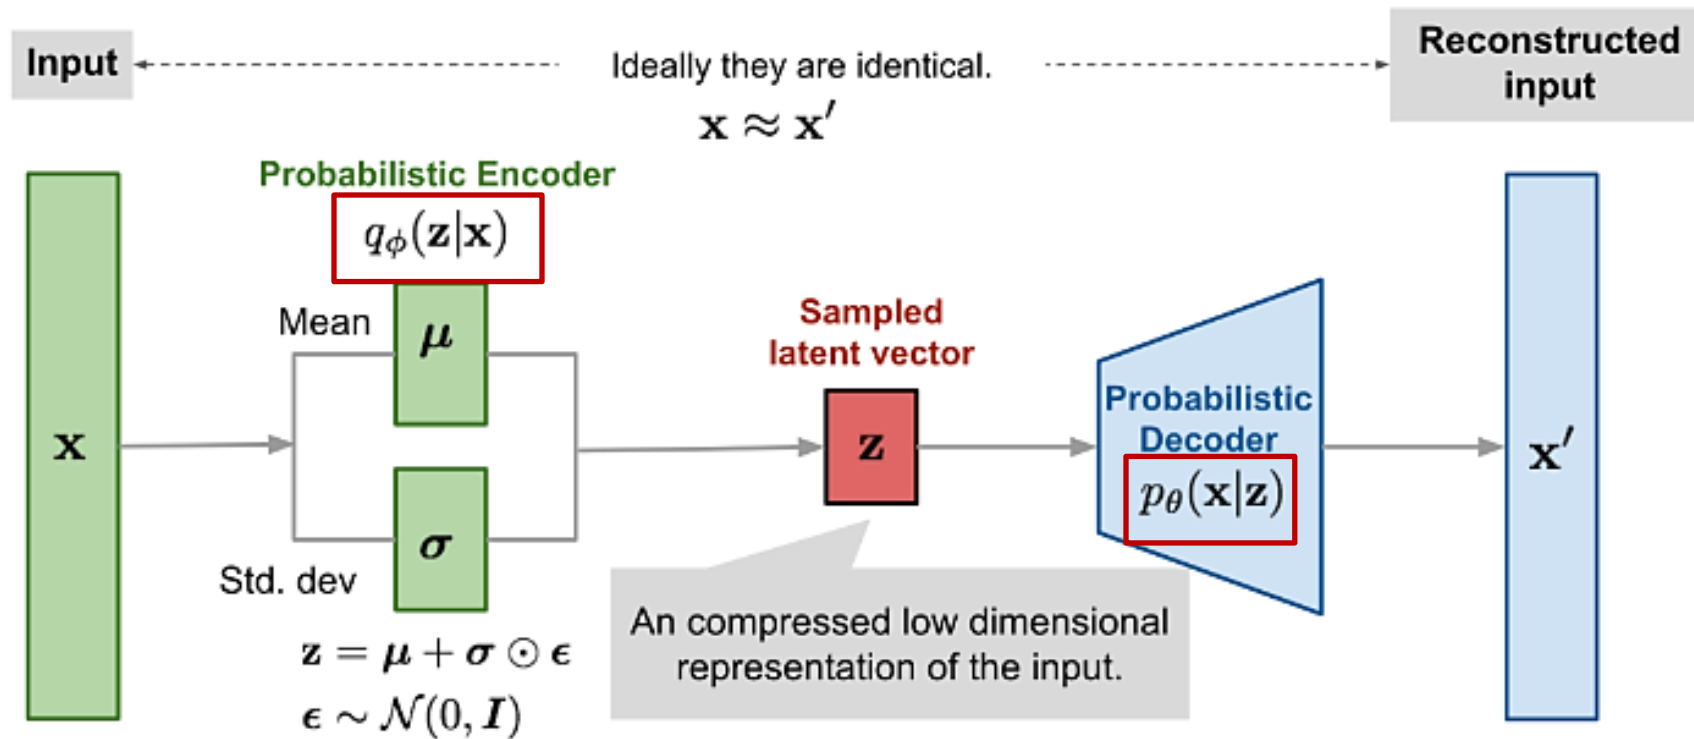 Input
Ideally they are identical.
x ≈ x′
Reconstructed
input
Probabilistic Encoder
qϕ(z|x)
Mean
μ
x
σ
Std. dev
z = μ + σ ⊙ ϵ
ϵ ∼ 𝒩(0, I)
Sampled
latent vector
z
An compressed low dimensional
representation of the input.
Probabilistic
Decoder
pθ(x|z)
x′